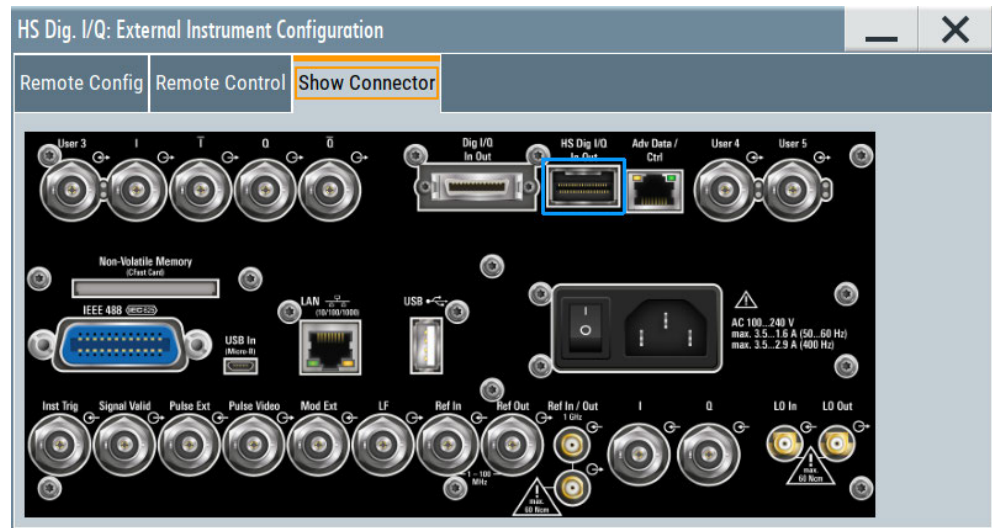 HS Dig. I/Q: External Instrument Configuration
Remote Config Remote Control Show Connector
User 3 I I̅ Q Q̅ Dig I/Q HS Dig I/Q Adv Data / User 4 User 5
In Out In Out Ctrl
Non-Volatile Memory
(CFast Card)
IEEE 488 IEC 625
USB In
(Micro-B)
LAN
(10/100/1000)
USB
I
O
AC 100...240 V
max. 3.5...1.6 A (50...60 Hz)
max. 3.5...2.9 A (400 Hz)
Inst Trig Signal Valid Pulse Ext Pulse Video Mod Ext LF Ref In Ref Out Ref In / Out I Q LO In LO Out
1 GHz
1 – 100
MHz
max.
60 Ncm
max.
60 Ncm